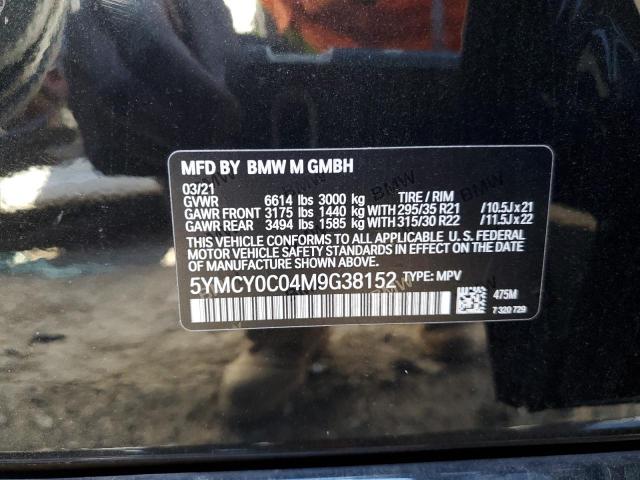 MFD BY BMW M GMBH
03/21
GVWR 6614 lbs 3000 kg TIRE / RIM
GAWR FRONT 3175 lbs 1440 kg WITH 295/35 R21 /10.5J x 21
GAWR REAR 3494 lbs 1585 kg WITH 315/30 R22 /11.5J x 22
THIS VEHICLE CONFORMS TO ALL APPLICABLE U. S. FEDERAL
MOTOR VEHICLE SAFETY STANDARDS IN EFFECT ON THE DATE
OF MANUFACTURE SHOWN ABOVE.
5YMCY0C04M9G38152 TYPE: MPV
475M
7 320 729